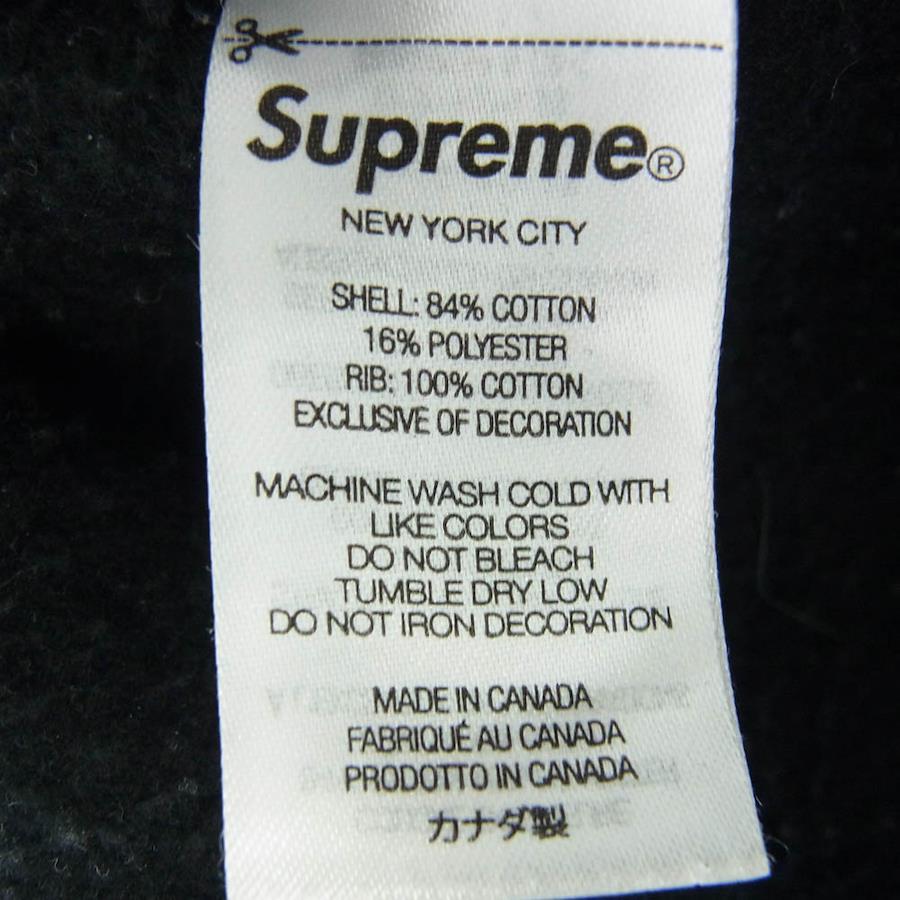 Supreme®
NEW YORK CITY
SHELL: 84% COTTON
16% POLYESTER
RIB: 100% COTTON
EXCLUSIVE OF DECORATION
MACHINE WASH COLD WITH
LIKE COLORS
DO NOT BLEACH
TUMBLE DRY LOW
DO NOT IRON DECORATION
MADE IN CANADA
FABRIQUÉ AU CANADA
PRODOTTO IN CANADA
カナダ製